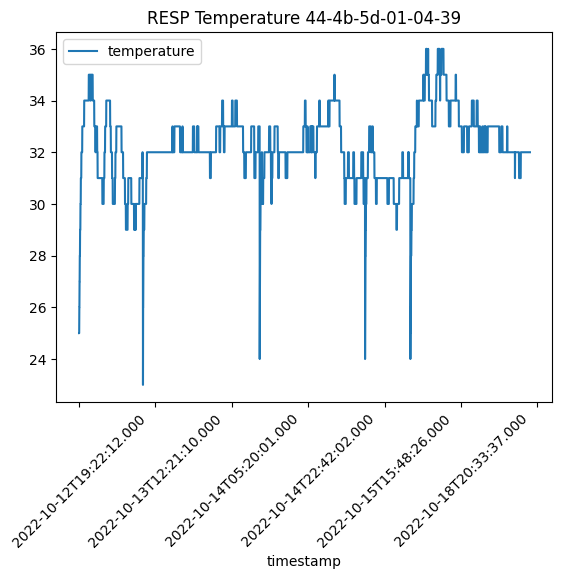 RESP Temperature 44-4b-5d-01-04-39
temperature
36
34
32
30
28
26
24
2022-10-12T19:22:12.000
2022-10-13T12:21:10.000
2022-10-14T05:20:01.000
2022-10-14T22:42:02.000
2022-10-15T15:48:26.000
2022-10-18T20:33:37.000
timestamp